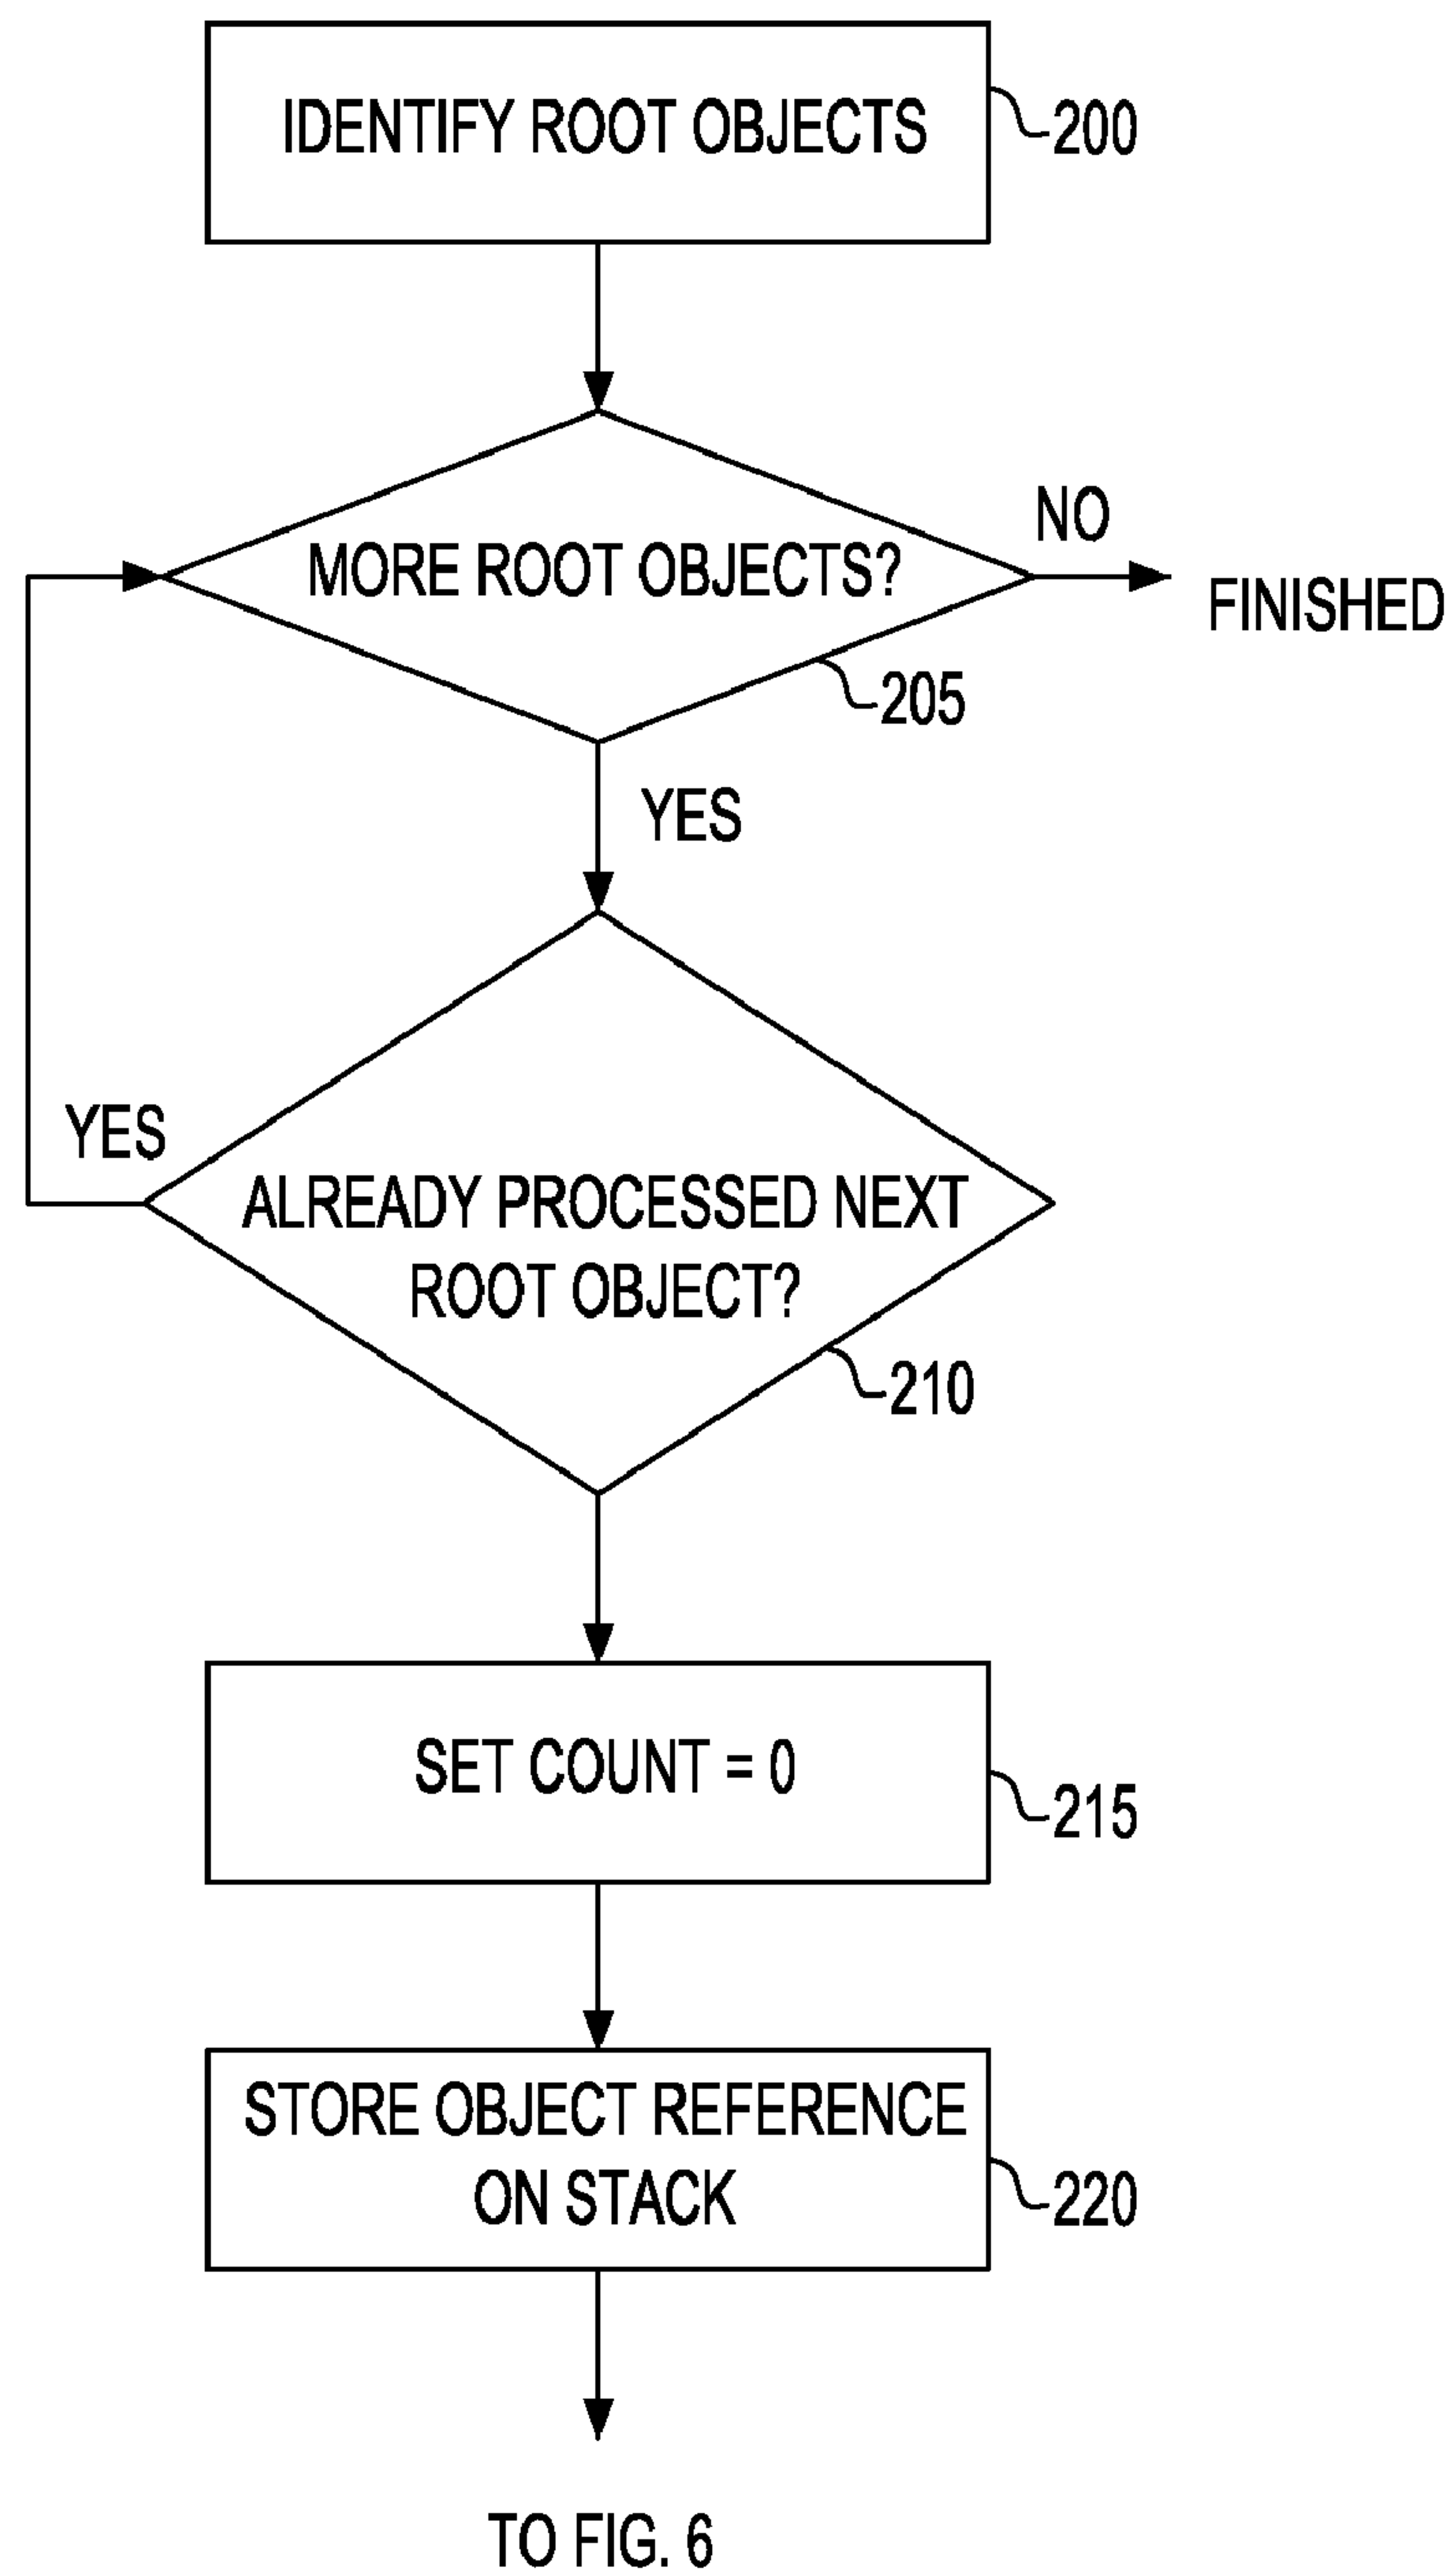 IDENTIFY ROOT OBJECTS
200
MORE ROOT OBJECTS?
NO
FINISHED
205
YES
YES
ALREADY PROCESSED NEXT
ROOT OBJECT?
210
SET COUNT = 0
215
STORE OBJECT REFERENCE
ON STACK
220
TO FIG. 6